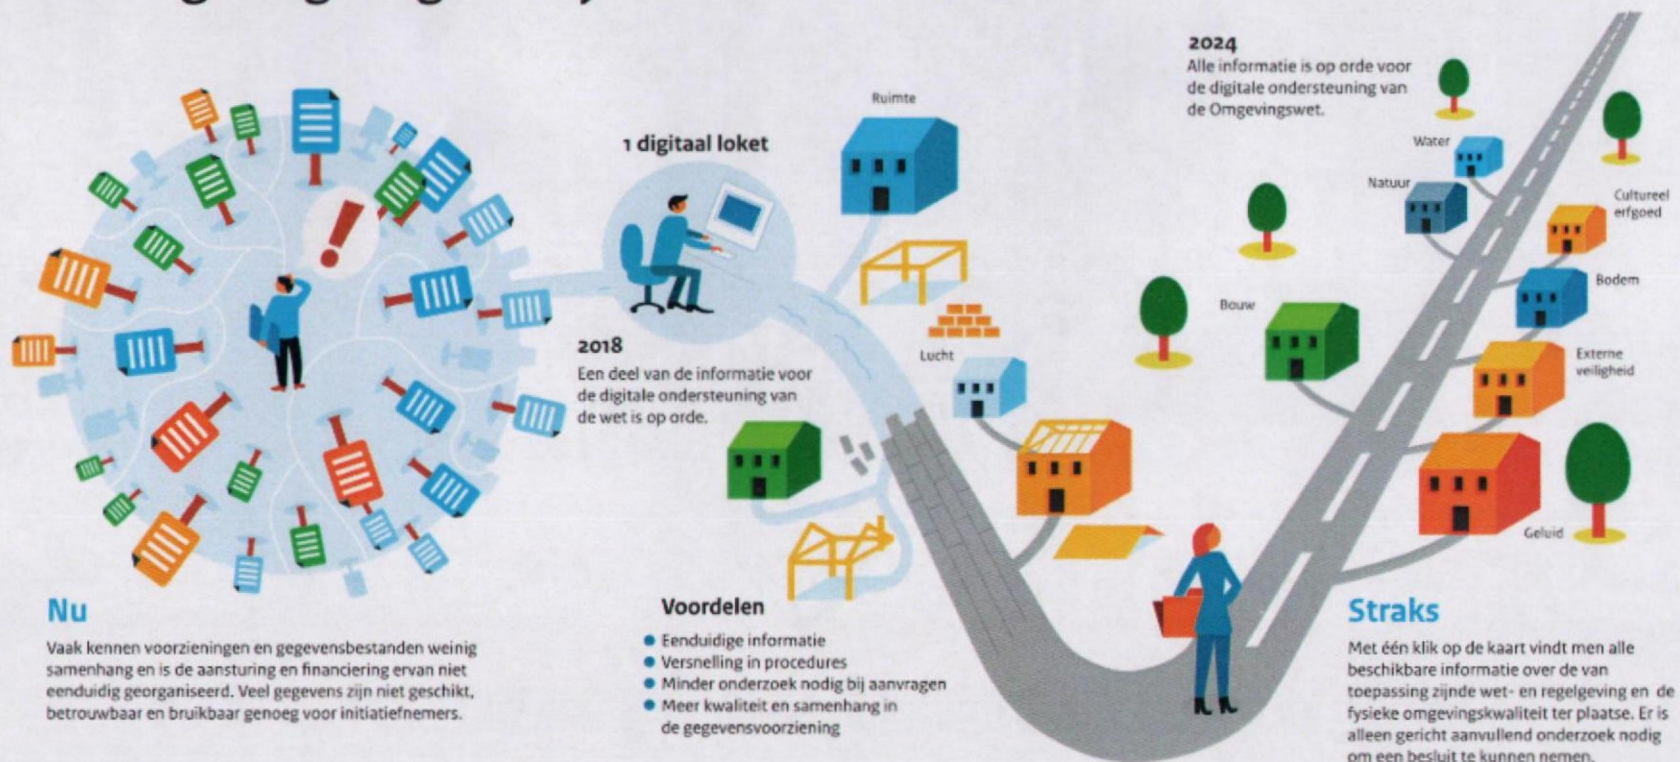 1 digitaal loket
2018
Een deel van de informatie voor
de digitale ondersteuning van
de wet is op orde.
Nu
Vaak kennen voorzieningen en gegevensbestanden weinig
samenhang en is de aansturing en financiering ervan niet
eenduidig georganiseerd. Veel gegevens zijn niet geschikt,
betrouwbaar en bruikbaar genoeg voor initiatiefnemers.
Voordelen
Eenduidige informatie
Versnelling in procedures
Minder onderzoek nodig bij aanvragen
Meer kwaliteit en samenhang in
de gegevensvoorziening
Ruimte
Lucht
2024
Alle informatie is op orde voor
de digitale ondersteuning van
de Omgevingswet.
Water
Natuur
Cultureel
erfgoed
Bodem
Bouw
Externe
veiligheid
Geluid
Straks
Met één klik op de kaart vindt men alle
beschikbare informatie over de van
toepassing zijnde wet- en regelgeving en de
fysieke omgevingskwaliteit ter plaatse. Er is
alleen gericht aanvullend onderzoek nodig
om een besluit te kunnen nemen.